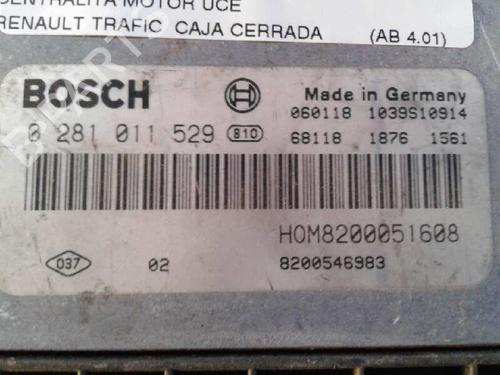 CENTRALITA MOTOR UCE
RENAULT TRAFIC CAJA CERRADA (AB 4.01)
BOSCH Made in Germany
060118 1039S10914
0 281 011 529 810 68118 1876 1561
HOM8200051608
037 02 8200546983